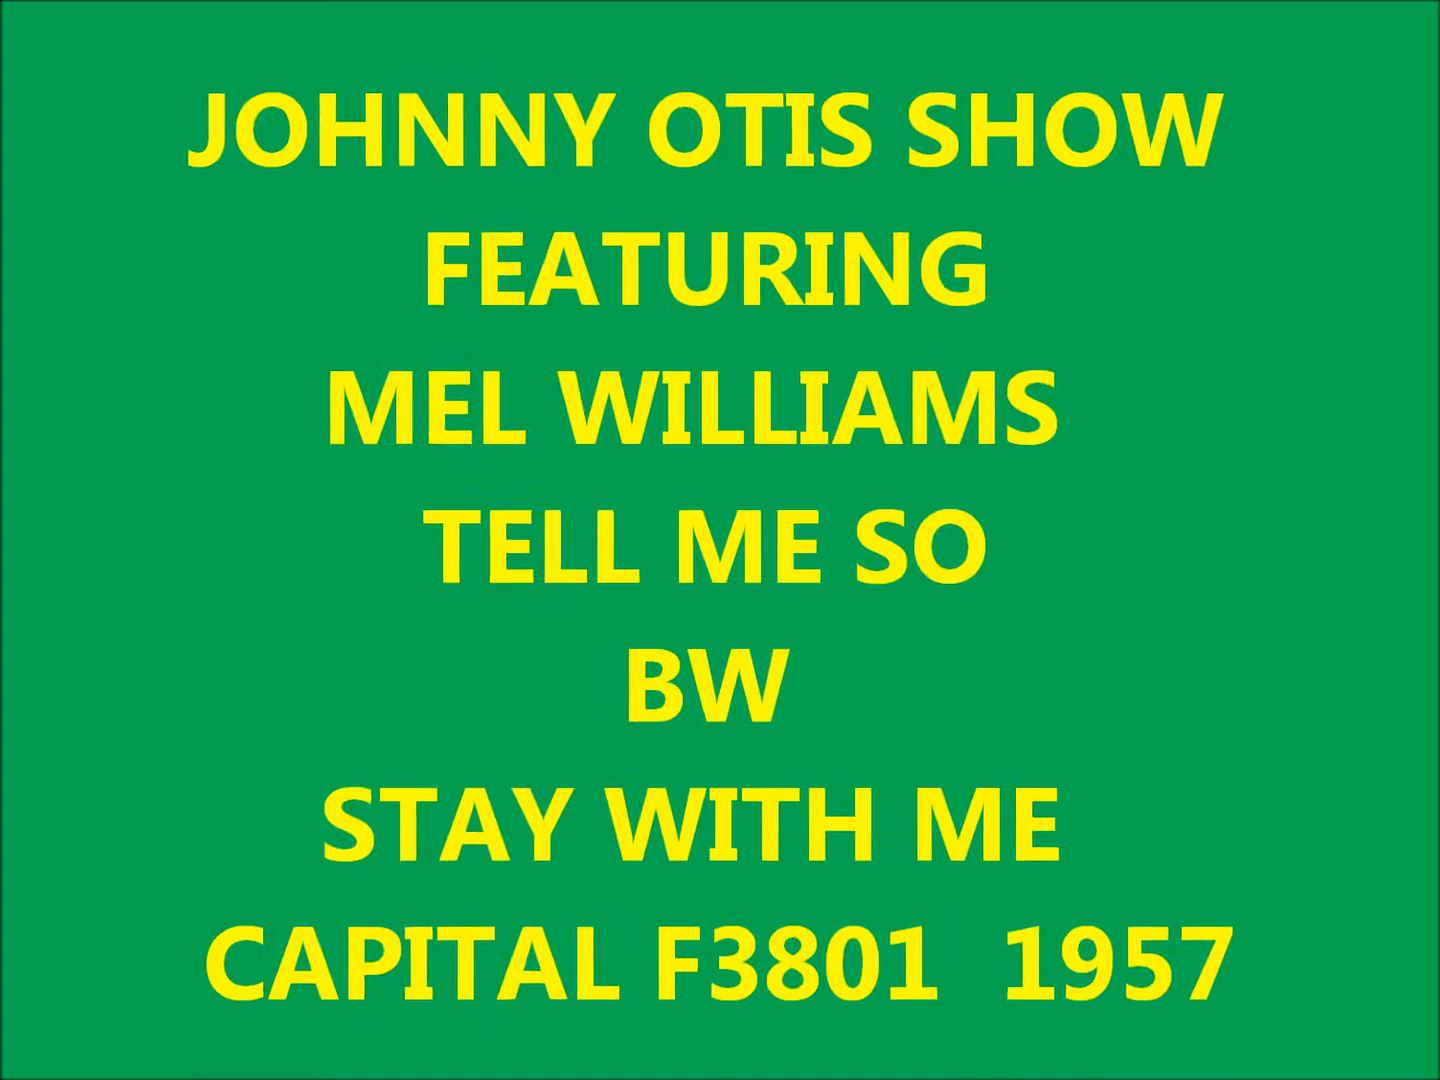 JOHNNY OTIS SHOW
FEATURING
MEL WILLIAMS
TELL ME SO
BW
STAY WITH ME
CAPITAL F3801 1957